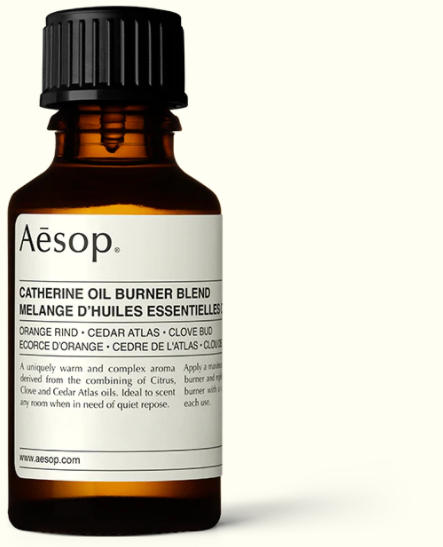 Aēsop®
CATHERINE OIL BURNER BLEND
MELANGE D'HUILES ESSENTIELLES
ORANGE RIND • CEDAR ATLAS • CLOVE BUD
ECORCE D'ORANGE • CEDRE DE L'ATLAS •
A uniquely warm and complex aroma
derived from the combining of Citrus,
Clove and Cedar Atlas oils. Ideal to scent
any room when in need of quiet repose.
Apply a
burner and
burner with
each use.
www.aesop.com